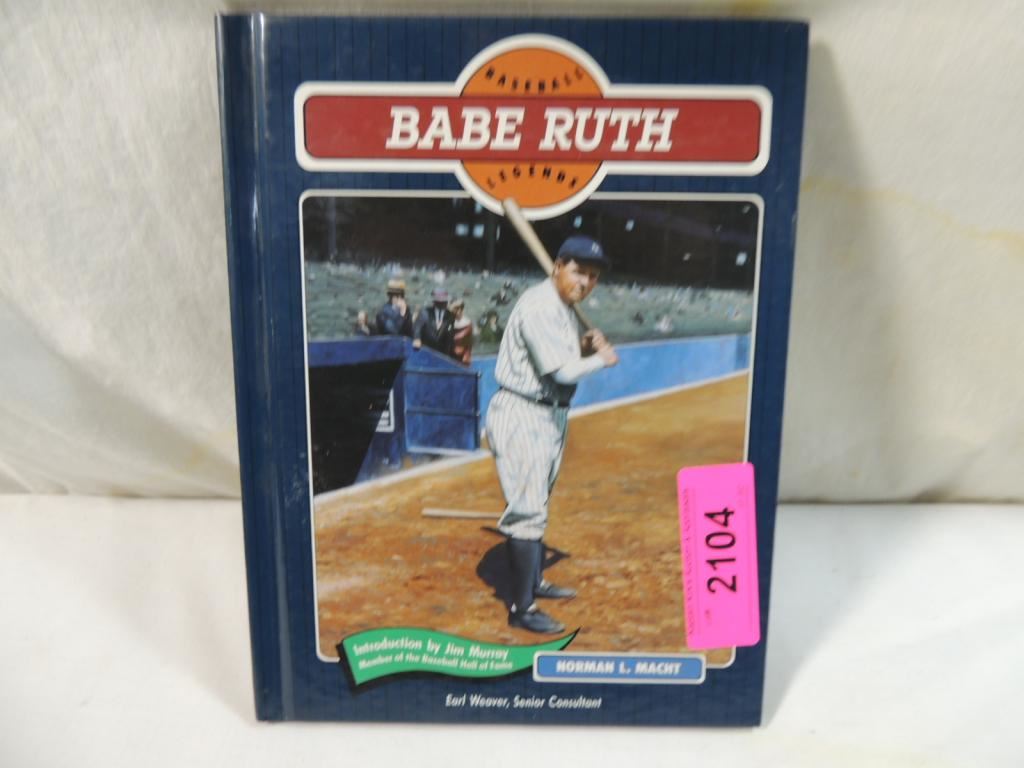 BASEBALL
BABE RUTH
LEGENDS
2104
Introduction by Jim Murray
Member of the Baseball Hall of Fame
NORMAN L. MACHT
Earl Weaver, Senior Consultant